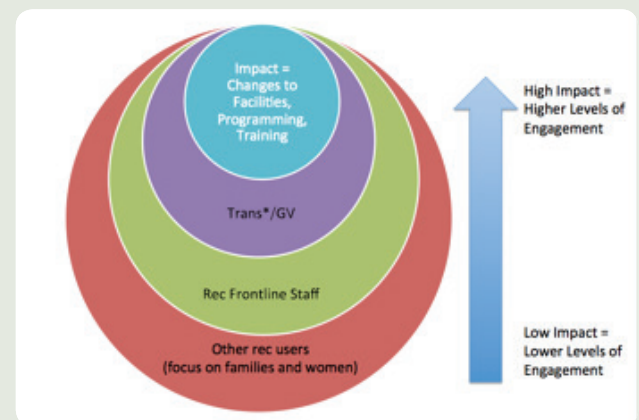 Impact =
Changes to
Facilities,
Programming,
Training
Trans*/GV
Rec Frontline Staff
Other rec users
(focus on families and women)
High Impact =
Higher Levels of
Engagement
Low Impact =
Lower Levels of
Engagement